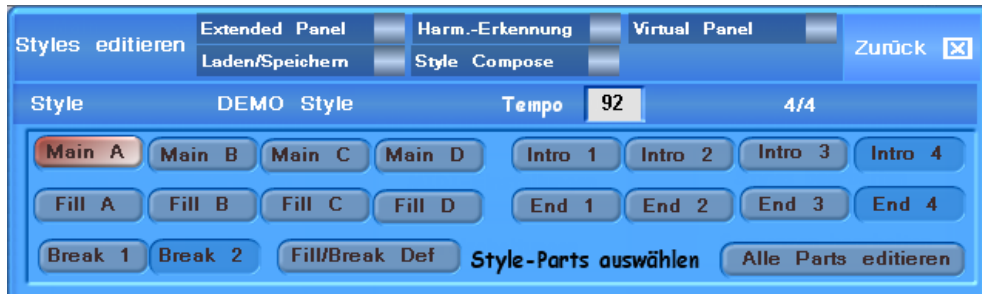 Styles editieren
Extended Panel Harm.-Erkennung Virtual Panel
Laden/Speichern Style Compose
Zurück
Style DEMO Style Tempo 92 4/4
Main A Main B Main C Main D Intro 1 Intro 2 Intro 3 Intro 4
Fill A Fill B Fill C Fill D End 1 End 2 End 3 End 4
Break 1 Break 2 Fill/Break Def Style-Parts auswählen Alle Parts editieren